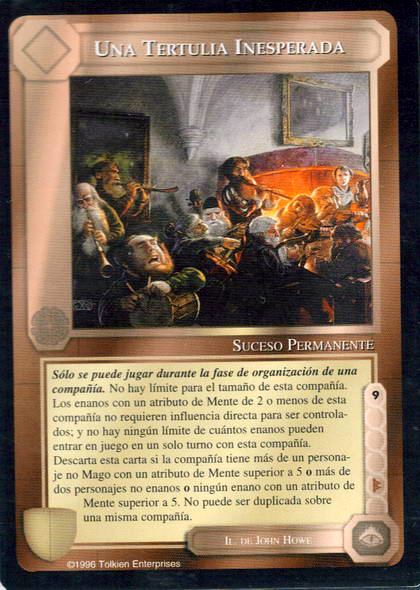 Una Tertulia Inesperada
Suceso Permanente
Sólo se puede jugar durante la fase de organización de una
compañía. No hay límite para el tamaño de esta compañía.
Los enanos con un atributo de Mente de 2 o menos de esta
compañía no requieren influencia directa para ser controla-
dos; y no hay ningún límite de cuántos enanos pueden
entrar en juego en un solo turno con esta compañía.
Descarta esta carta si la compañía tiene más de un persona-
je no Mago con un atributo de Mente superior a 5 o más de
dos personajes no enanos o ningún enano con un atributo de
Mente superior a 5. No puede ser duplicada sobre
una misma compañía.
9
Il. de John Howe
©1996 Tolkien Enterprises